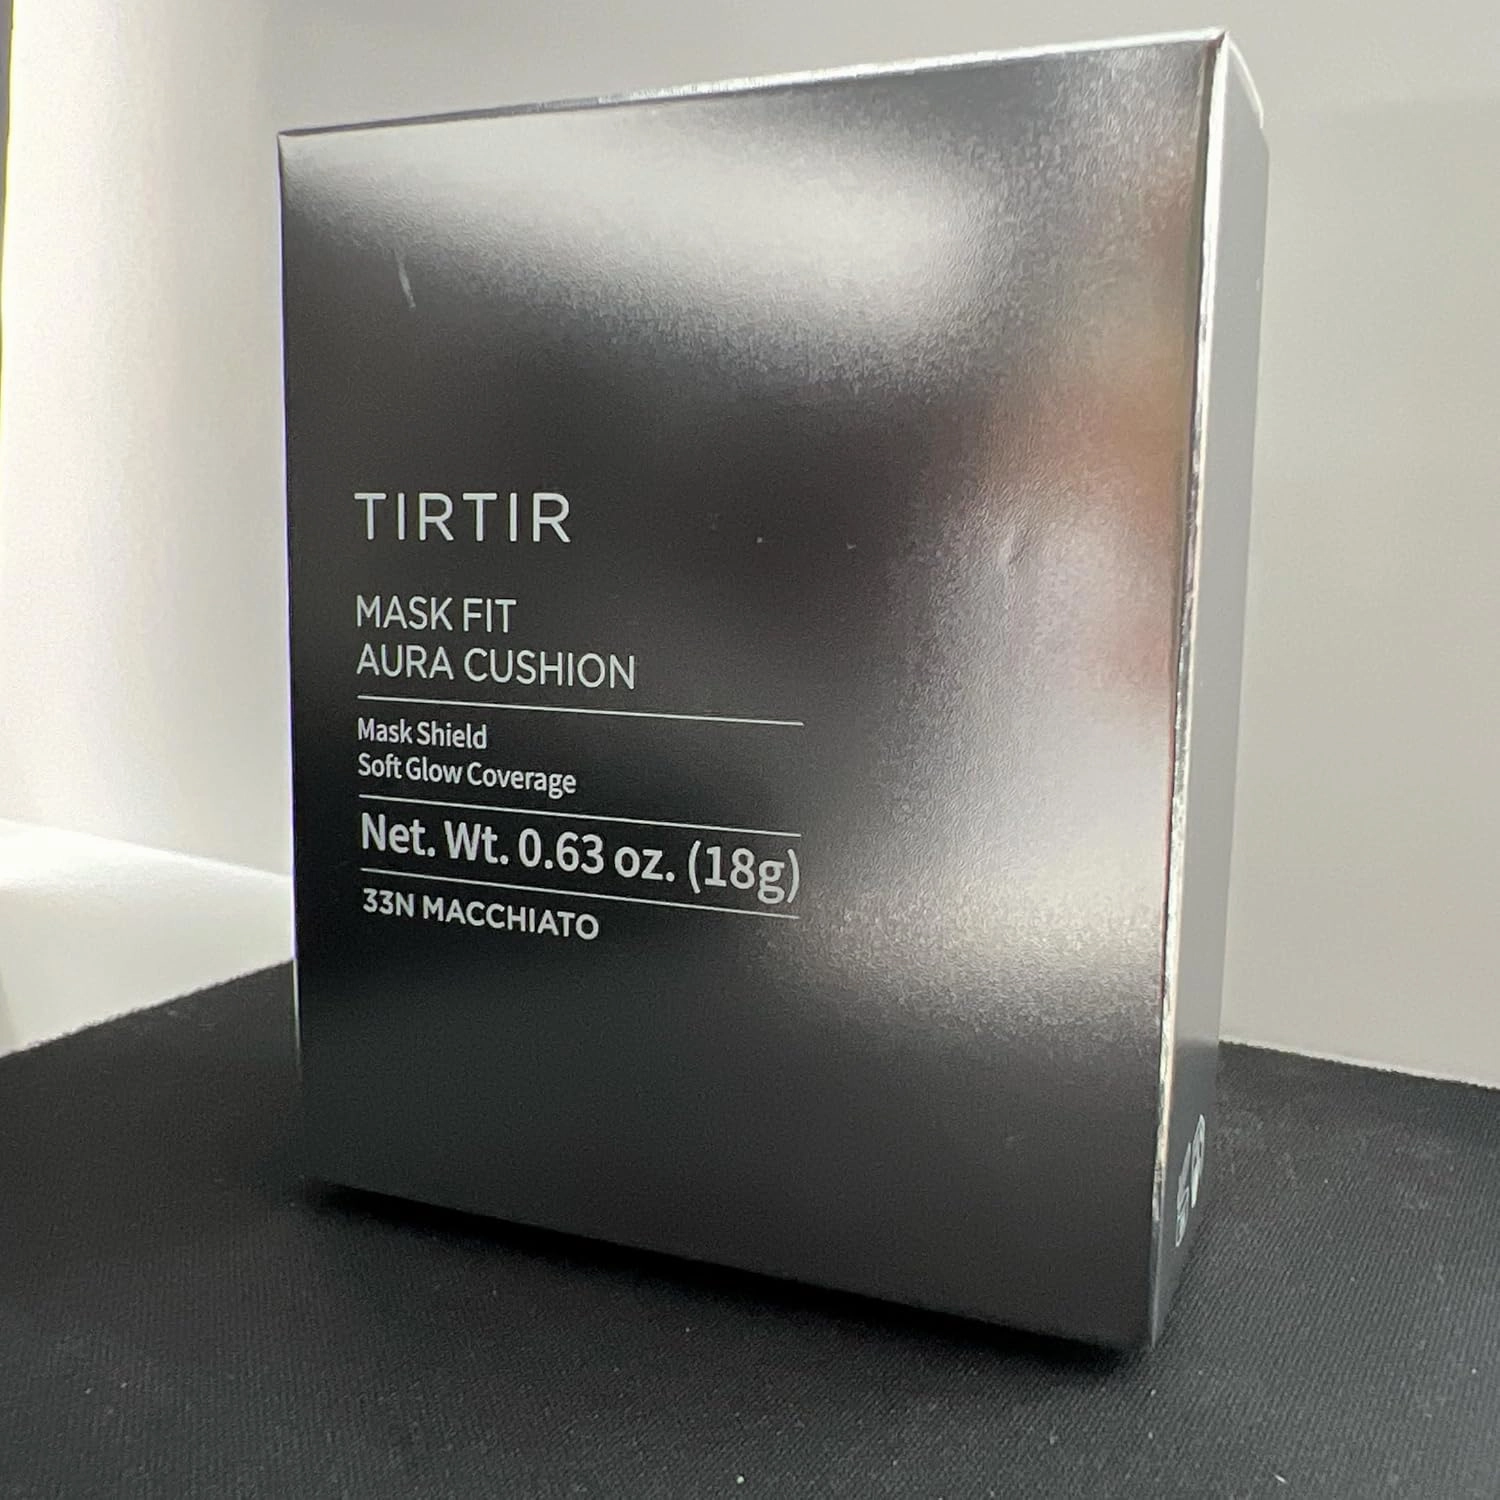 TIRTIR
MASK FIT
AURA CUSHION
Mask Shield
Soft Glow Coverage
Net. Wt. 0.63 oz. (18g)
33N MACCHIATO